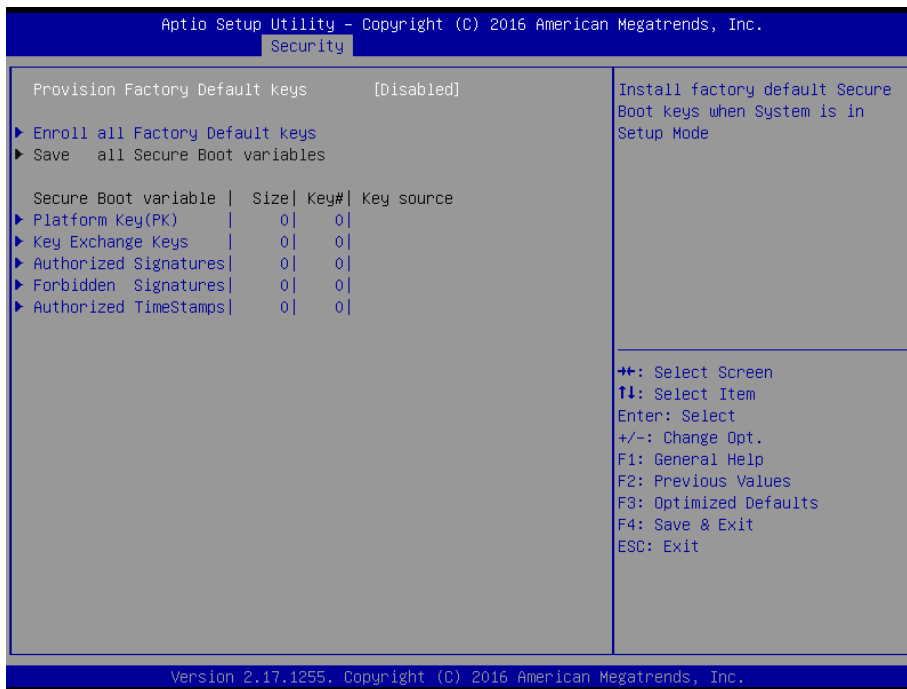 Aptio Setup Utility – Copyright (C) 2016 American Megatrends, Inc.
Security
Provision Factory Default keys [Disabled]
▶ Enroll all Factory Default keys
▶ Save all Secure Boot variables
Secure Boot variable | Size| Key#| Key source
▶ Platform Key(PK) | 0| 0|
▶ Key Exchange Keys | 0| 0|
▶ Authorized Signatures| 0| 0|
▶ Forbidden Signatures| 0| 0|
▶ Authorized TimeStamps| 0| 0|
Install factory default Secure
Boot keys when System is in
Setup Mode
→←: Select Screen
↑↓: Select Item
Enter: Select
+/-: Change Opt.
F1: General Help
F2: Previous Values
F3: Optimized Defaults
F4: Save & Exit
ESC: Exit
Version 2.17.1255. Copyright (C) 2016 American Megatrends, Inc.